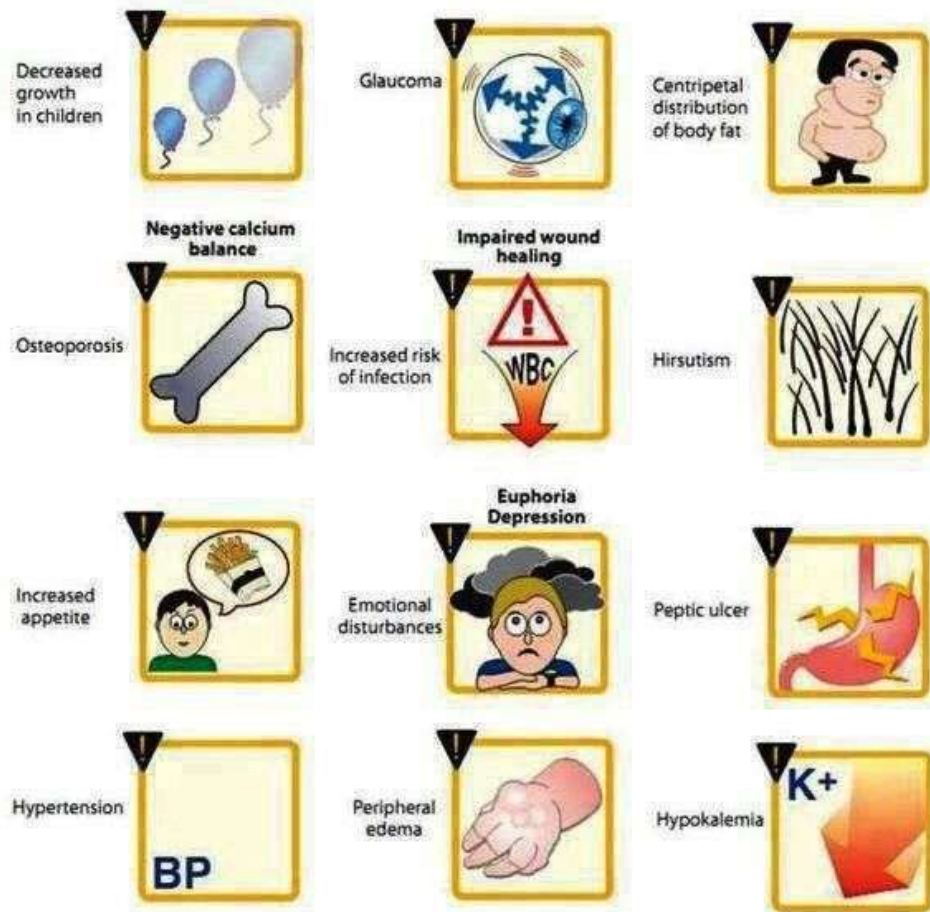 !
Decreased
growth
in children
!
Glaucoma
!
Centripetal
distribution
of body fat
Negative calcium
balance
!
Osteoporosis
Impaired wound
healing
!
!
Increased risk
of infection
WBC
!
Hirsutism
!
Increased
appetite
Euphoria
Depression
!
Emotional
disturbances
!
Peptic ulcer
!
Hypertension
BP
!
Peripheral
edema
!
K+
Hypokalemia